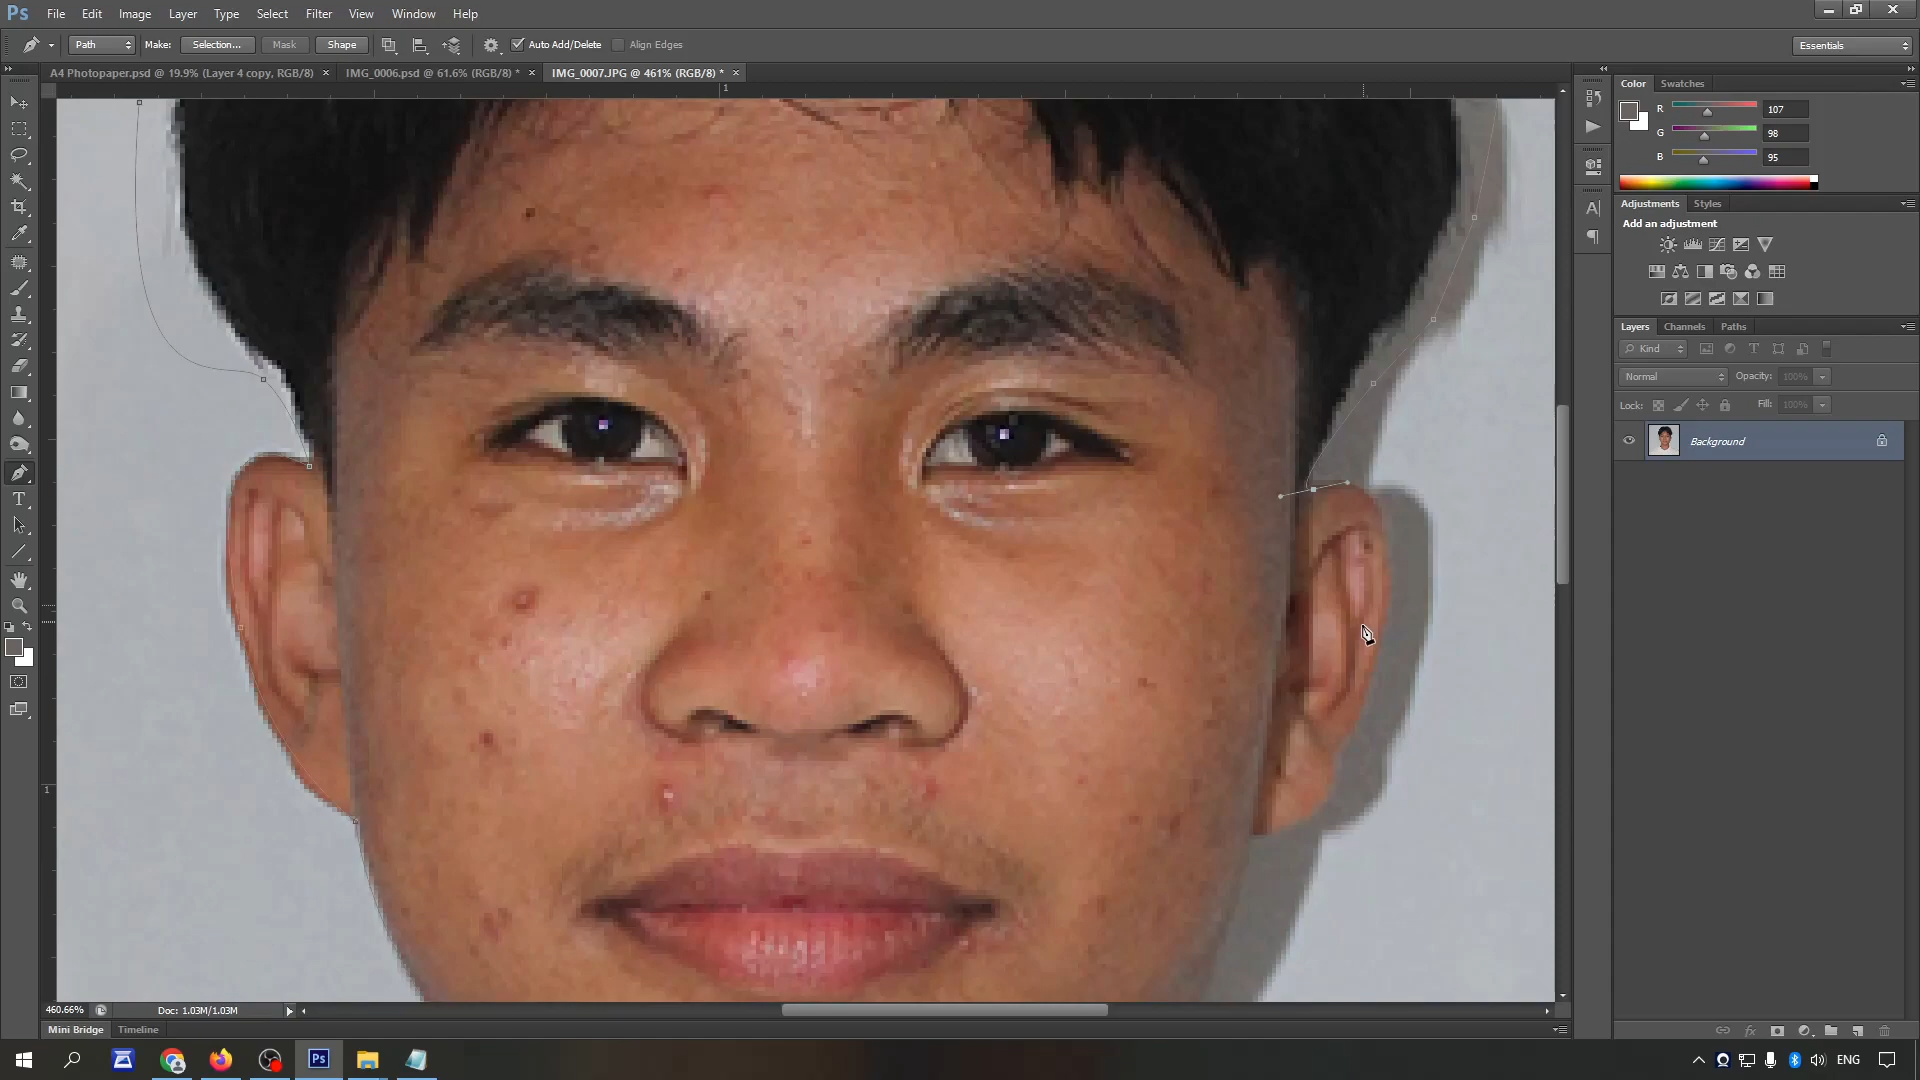 Ps File Edit Image Layer Type Select Filter View Window Help
Path Make: Selection... Mask Shape Auto Add/Delete Align Edges Essentials
A4 Photopaper.psd @ 19.9% (Layer 4 copy, RGB/8) × IMG_0006.psd @ 61.6% (RGB/8) * × IMG_0007.JPG @ 461% (RGB/8) * ×
1
Color Swatches
R 107
G 98
B 95
Adjustments Styles
Add an adjustment
Layers Channels Paths
Kind
Normal Opacity: 100%
Lock: Fill: 100%
Background
1
460.66% Doc: 1.03M/1.03M
Mini Bridge Timeline
Ps ENG